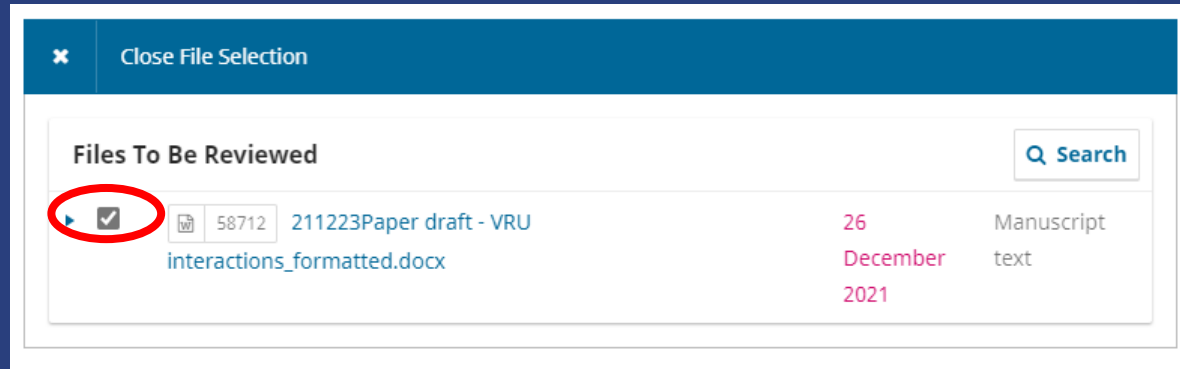 ✖ Close File Selection
Files To Be Reviewed
Search
58712 211223Paper draft - VRU
interactions_formatted.docx
26
December
2021
Manuscript
text